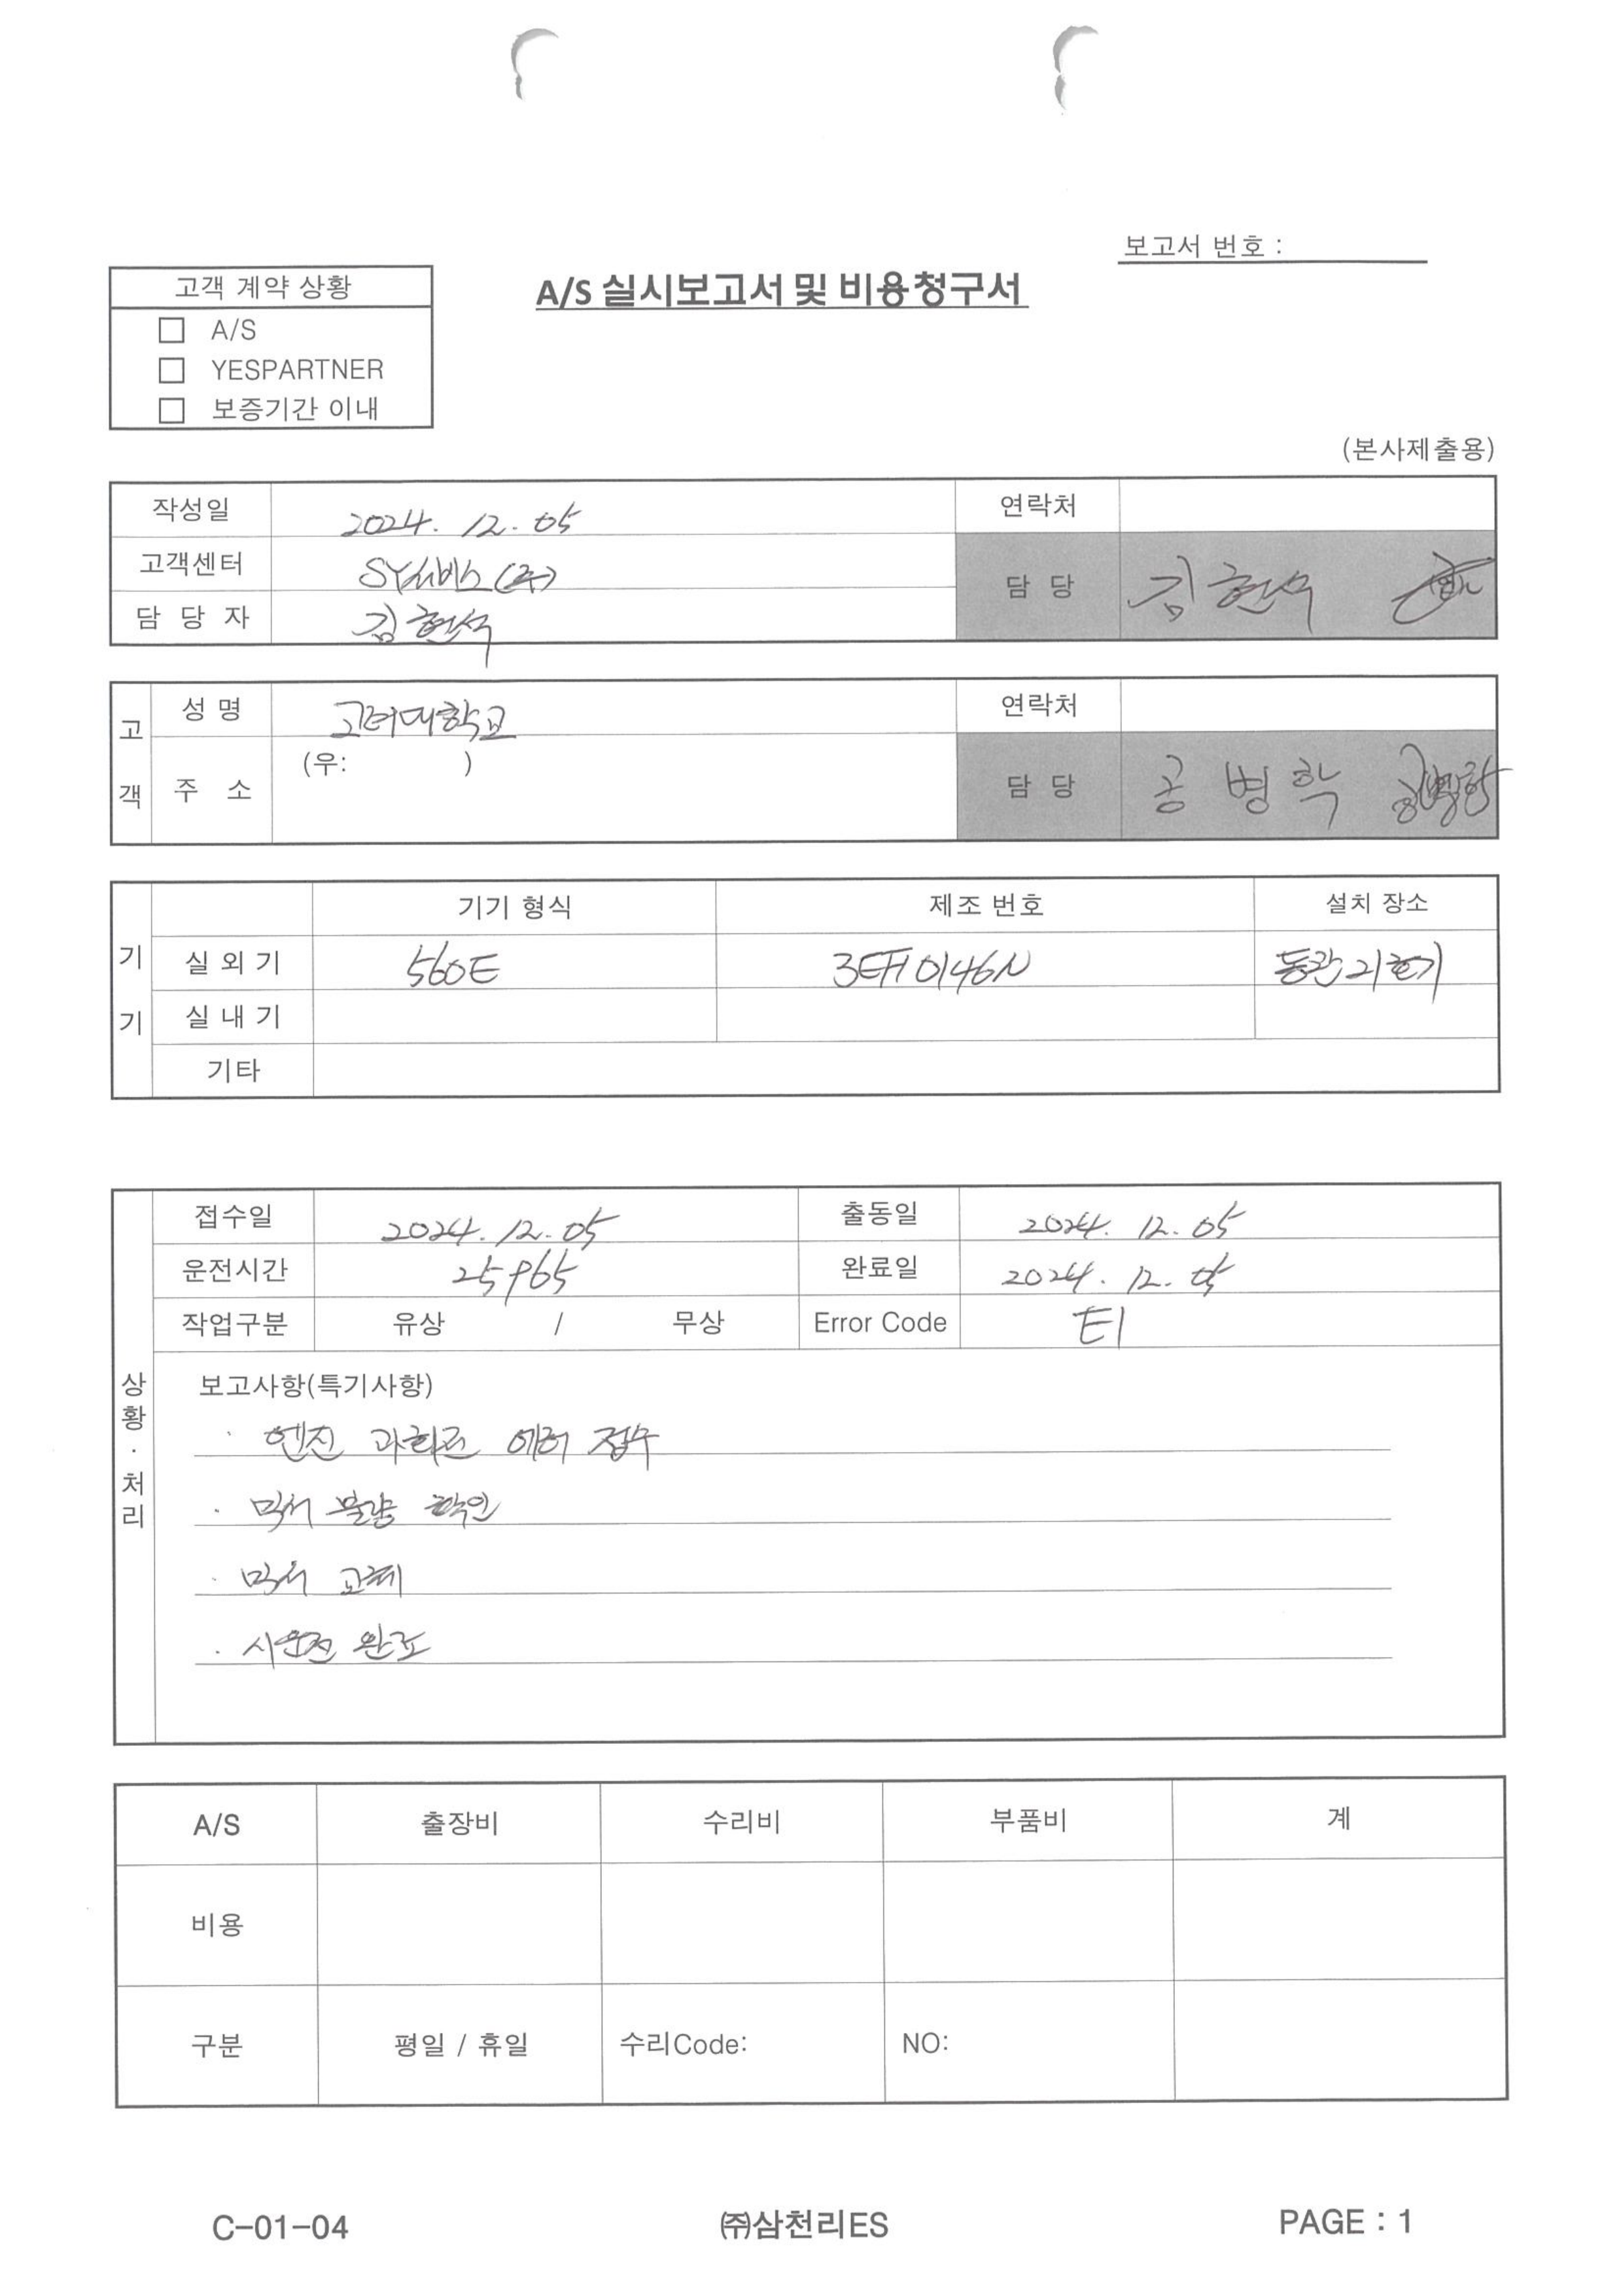 보고서 번호 :
고객 계약 상황
A/S 실시보고서 및 비용청구서
□ A/S
□ YESPARTNER
□ 보증기간 이내
(본사제출용)
작성일 2024. 12. 05 연락처
고객센터 SY서비스(주) 담 당 김현석
담 당 자 김현석
고객 성 명 고려대학교 연락처
주 소 (우: ) 담 당 공병학 공병학
기기 기기 형식 제조 번호 설치 장소
실 외 기 560E 동관
실 내 기
기타
접수일 2024. 12. 05 출동일 2024. 12. 05
운전시간 25965 완료일 2024. 12. 05
작업구분 유상 / 무상 Error Code E1
상황·처리
보고사항(특기사항)
· 엔진 과회전 에러 접수
· 믹서 불량 확인
· 믹서 교체
· 시운전 완료
A/S 출장비 수리비 부품비 계
비용
구분 평일 / 휴일 수리Code: NO:
C-01-04 ㈜삼천리ES PAGE : 1